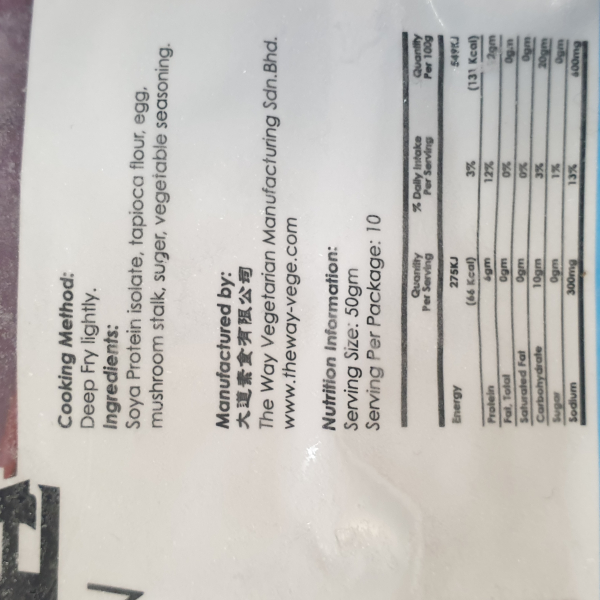 Cooking Method:
Deep Fry lightly.
Ingredients:
Soya Protein isolate, tapioca flour, egg,
mushroom stalk, suger, vegetable seasoning.
Manufactured by:
大道素食有限公司
The Way Vegetarian Manufacturing Sdn.Bhd.
www.theway-vege.com
Nutrition Information:
Serving Size: 50gm
Serving Per Package: 10
Quantity Per Serving % Daily Intake Per Serving Quantity Per 100g
Energy 275KJ 549KJ
(66 Kcal) 3% (131 Kcal)
Protein 6gm 12%
Fat, Total 0gm 0%
Saturated Fat 0gm 0% 0gm
Carbohydrate 10gm 3% 20gm
Sugar 0gm 1% 0gm
Sodium 300mg 13% 600mg